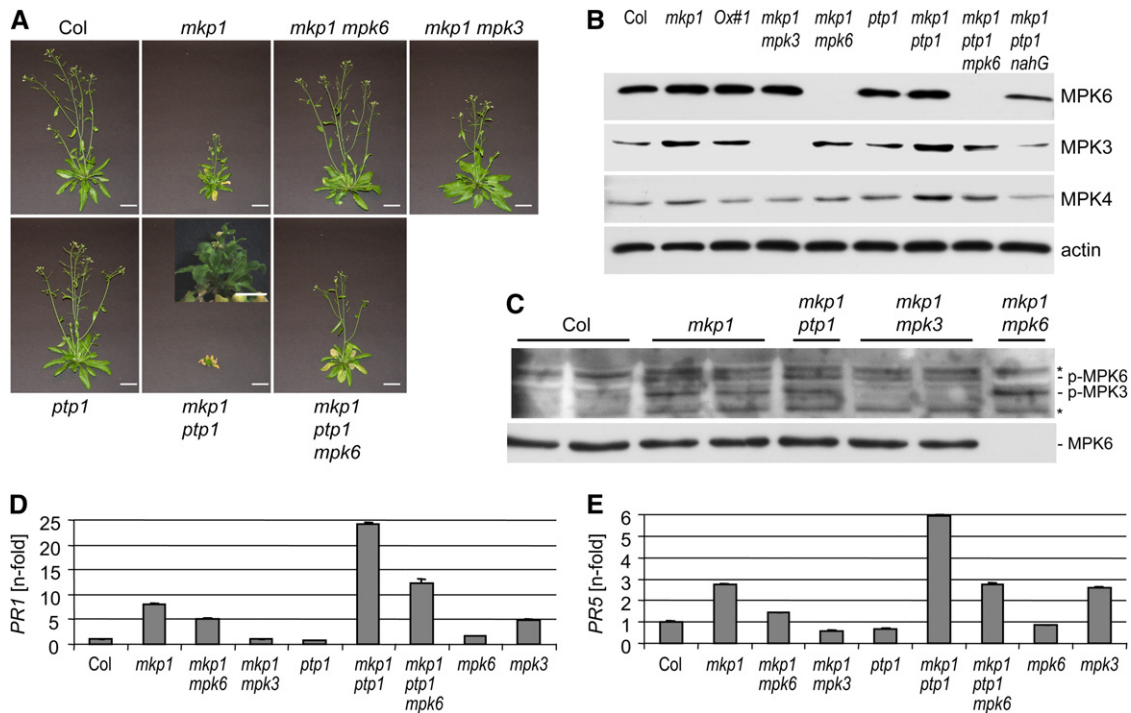 A
Col
mkp1
mkp1 mpk6
mkp1 mpk3
ptp1
mkp1
ptp1
mkp1
ptp1
mpk6
B
Col
mkp1
Ox#1
mkp1
mpk3
mkp1
mpk6
ptp1
mkp1
ptp1
mkp1
ptp1
mpk6
mkp1
ptp1
nahG
MPK6
MPK3
MPK4
actin
C
Col
mkp1
mkp1
ptp1
mkp1
mpk3
mkp1
mpk6
*
- p-MPK6
- p-MPK3
*
- MPK6
D
PR1 [n-fold]
25
20
15
10
5
0
Col
mkp1
mkp1
mpk6
mkp1
mpk3
ptp1
mkp1
ptp1
mkp1
ptp1
mpk6
mpk6
mpk3
E
PR5 [n-fold]
6
5
4
3
2
1
0
Col
mkp1
mkp1
mpk6
mkp1
mpk3
ptp1
mkp1
ptp1
mkp1
ptp1
mpk6
mpk6
mpk3